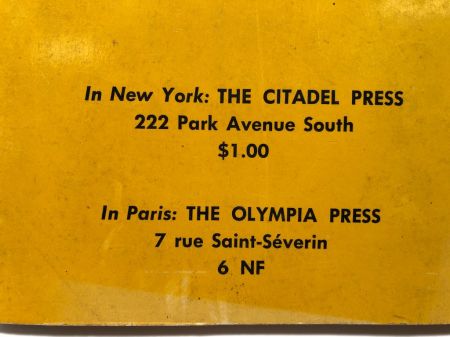 In New York: THE CITADEL PRESS
222 Park Avenue South
$1.00
In Paris: THE OLYMPIA PRESS
7 rue Saint-Séverin
6 NF